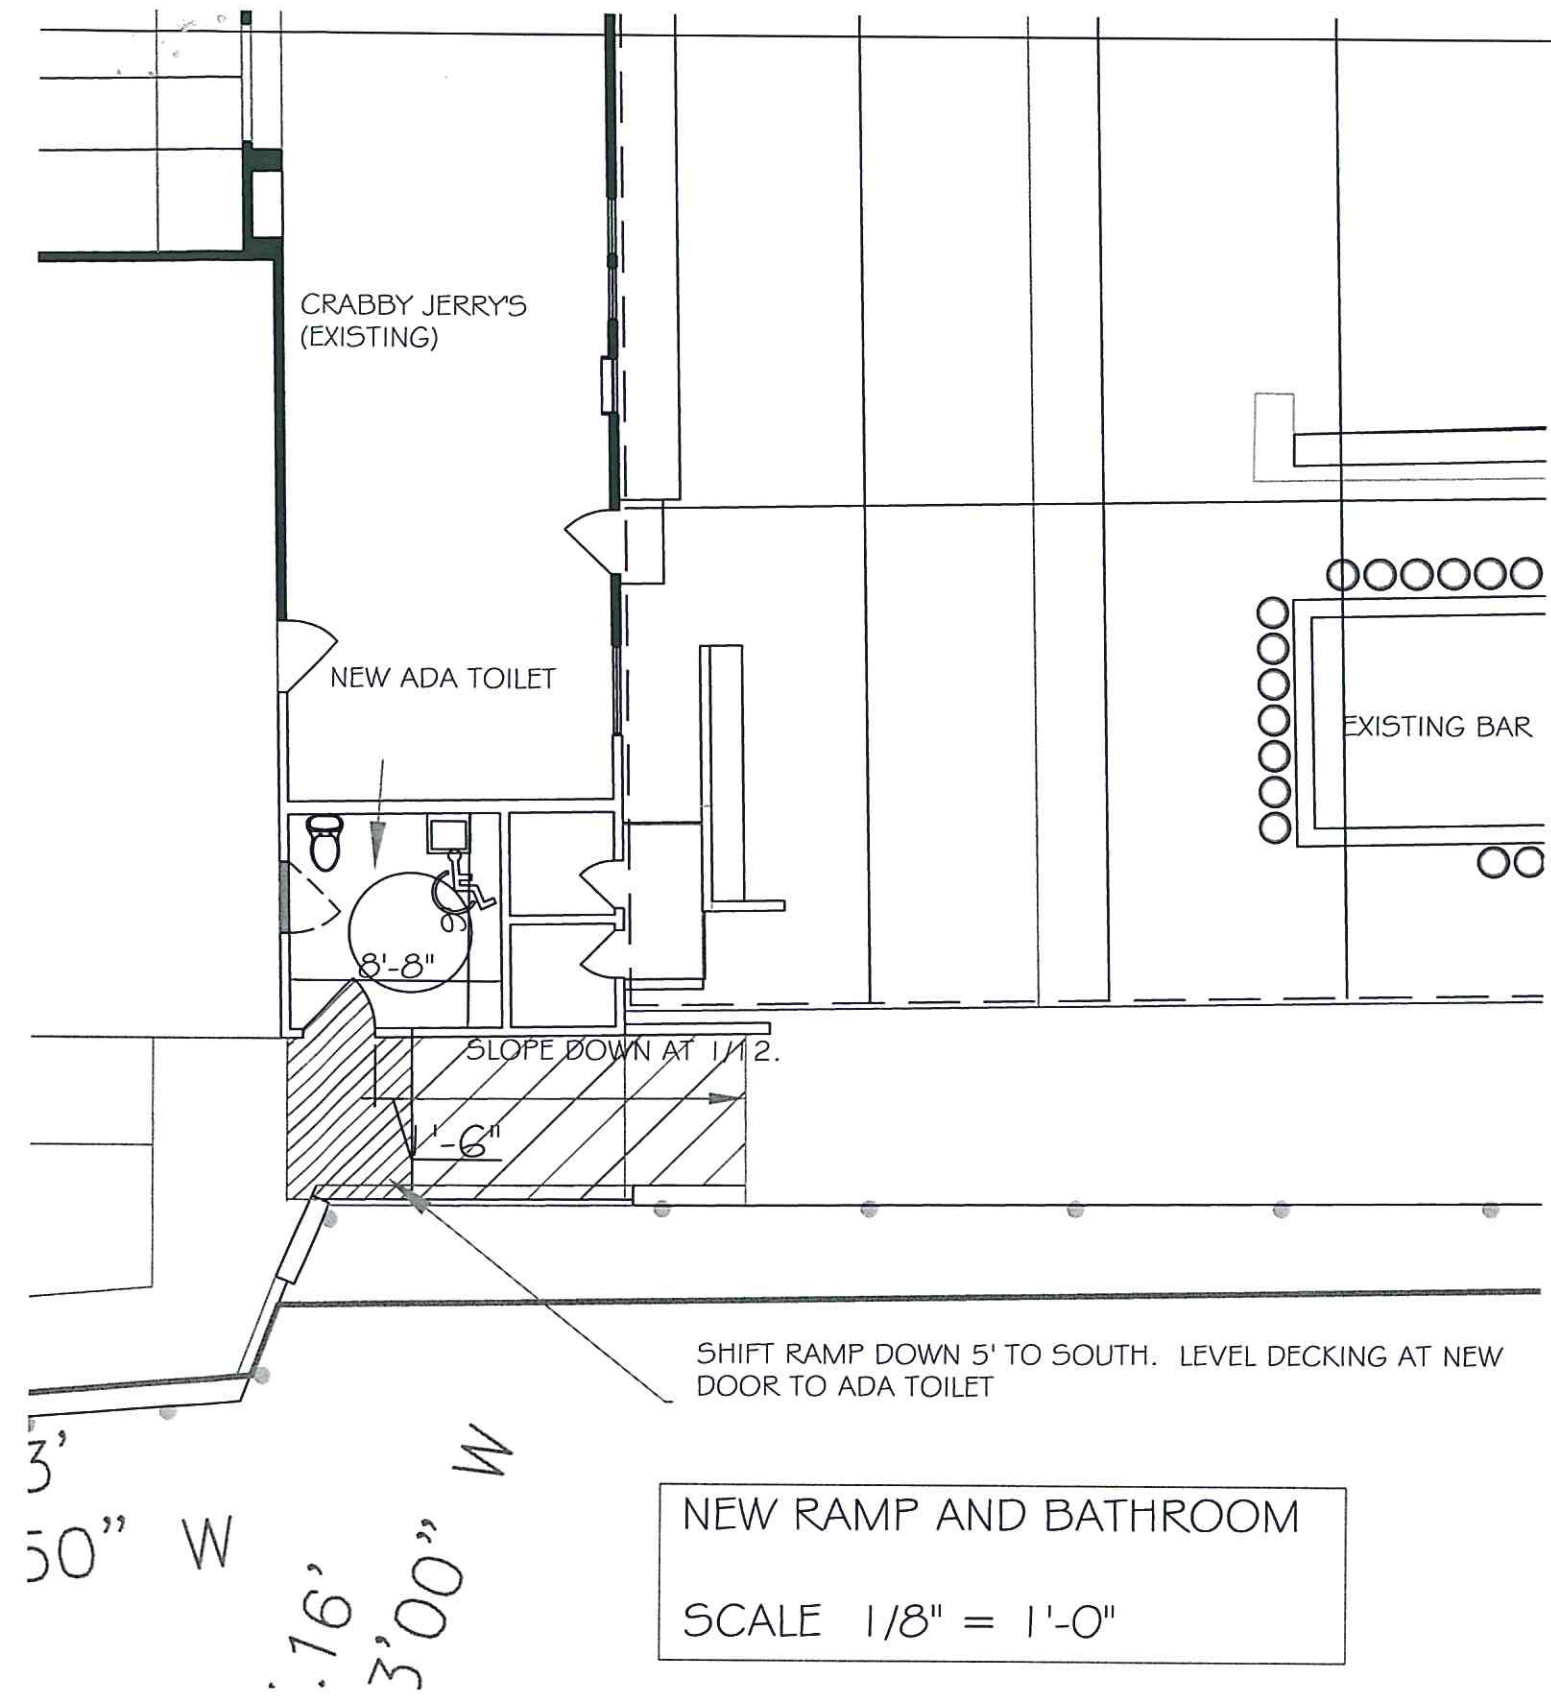 CRABBY JERRY'S
(EXISTING)
NEW ADA TOILET
EXISTING BAR
8'-8"
SLOPE DOWN AT 1/12.
1'-6"
SHIFT RAMP DOWN 5' TO SOUTH. LEVEL DECKING AT NEW
DOOR TO ADA TOILET
3'
50" W
.16'
3'00" W
NEW RAMP AND BATHROOM
SCALE 1/8" = 1'-0"